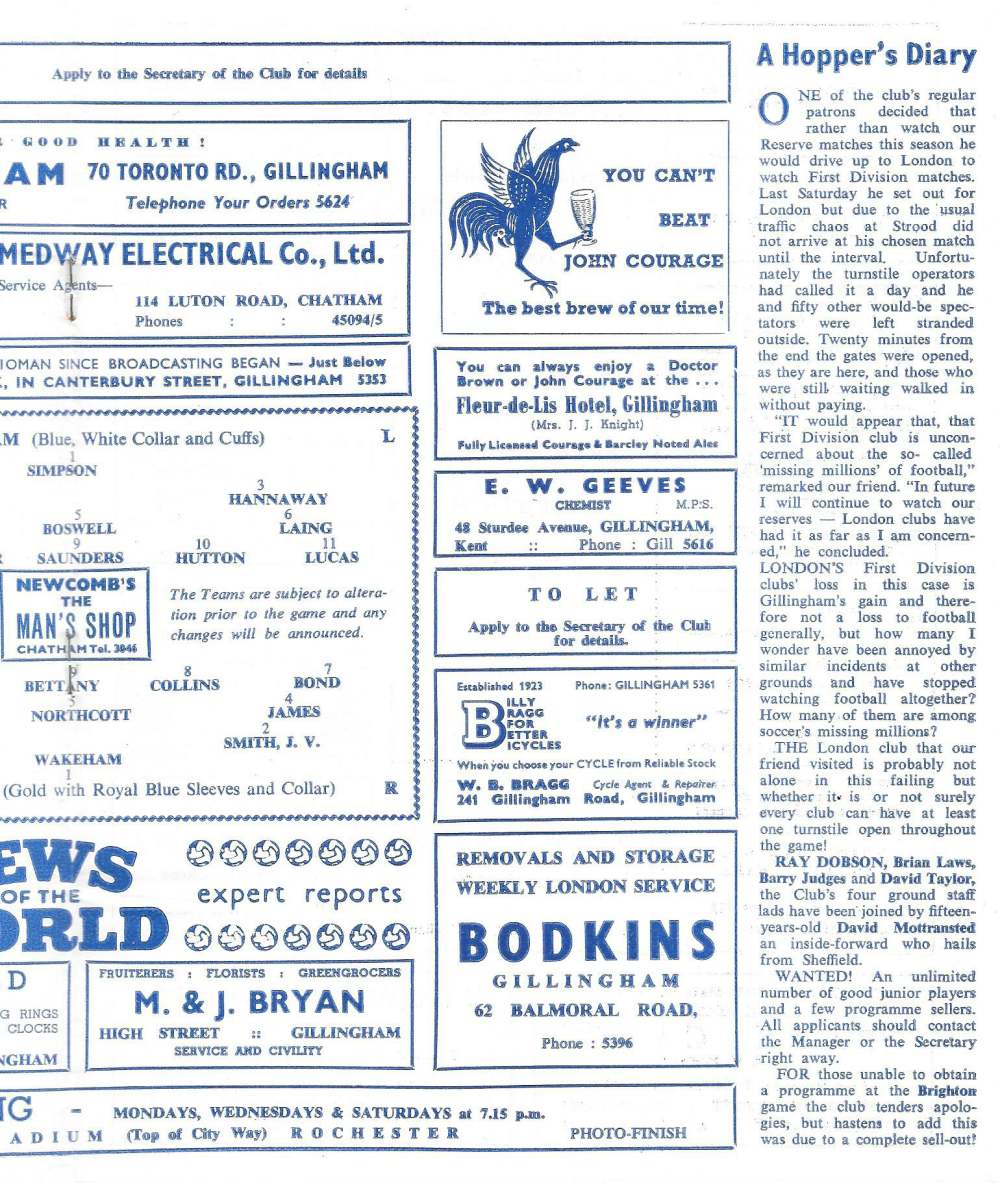 Apply to the Secretary of the Club for details
GOOD HEALTH !
AM 70 TORONTO RD., GILLINGHAM
R Telephone Your Orders 5624
MEDWAY ELECTRICAL Co., Ltd.
Service Agents—
114 LUTON ROAD, CHATHAM
Phones : : 45094/5
IOMAN SINCE BROADCASTING BEGAN — Just Below
, IN CANTERBURY STREET, GILLINGHAM 5353
AM (Blue, White Collar and Cuffs) L
1
SIMPSON
3
HANNAWAY
5 6
BOSWELL LAING
9 10 11
R SAUNDERS HUTTON LUCAS
NEWCOMB'S
THE
MAN'S SHOP
CHATHAM Tel. 3046
The Teams are subject to altera-
tion prior to the game and any
changes will be announced.
9 8 7
BETTANY COLLINS BOND
5 4
NORTHCOTT JAMES
2
SMITH, J. V.
WAKEHAM
1
(Gold with Royal Blue Sleeves and Collar) R
EWS
OF THE
ORLD
expert reports
D
G RINGS
CLOCKS
NGHAM
FRUITERERS : FLORISTS : GREENGROCERS
M. & J. BRYAN
HIGH STREET :: GILLINGHAM
SERVICE AND CIVILITY
NG - MONDAYS, WEDNESDAYS & SATURDAYS at 7.15 p.m.
ADIUM (Top of City Way) ROCHESTER PHOTO-FINISH
YOU CAN'T
BEAT
JOHN COURAGE
The best brew of our time!
You can always enjoy a Doctor
Brown or John Courage at the ...
Fleur-de-Lis Hotel, Gillingham
(Mrs. J. J. Knight)
Fully Licensed Courage & Barcley Noted Ales
E. W. GEEVES
CHEMIST M.P.S.
48 Sturdee Avenue, GILLINGHAM,
Kent :: Phone : Gill 5616
TO LET
Apply to the Secretary of the Club
for details.
Established 1923 Phone: GILLINGHAM 5361
BILLY
BRAGG
FOR
BETTER
BICYCLES
"it's a winner"
When you choose your CYCLE from Reliable Stock
W. B. BRAGG Cycle Agent & Repairer
241 Gillingham Road, Gillingham
REMOVALS AND STORAGE
WEEKLY LONDON SERVICE
BODKINS
GILLINGHAM
62 BALMORAL ROAD,
Phone : 5396
A Hopper's Diary
ONE of the club's regular
patrons decided that
rather than watch our
Reserve matches this season he
would drive up to London to
watch First Division matches.
Last Saturday he set out for
London but due to the usual
traffic chaos at Strood did
not arrive at his chosen match
until the interval. Unfortu-
nately the turnstile operators
had called it a day and he
and fifty other would-be spec-
tators were left stranded
outside. Twenty minutes from
the end the gates were opened,
as they are here, and those who
were still waiting walked in
without paying.
"IT would appear that, that
First Division club is uncon-
cerned about the so- called
'missing millions' of football,"
remarked our friend. "In future
I will continue to watch our
reserves — London clubs have
had it as far as I am concern-
ed," he concluded.
LONDON'S First Division
clubs' loss in this case is
Gillingham's gain and there-
fore not a loss to football
generally, but how many I
wonder have been annoyed by
similar incidents at other
grounds and have stopped
watching football altogether?
How many of them are among
soccer's missing millions?
THE London club that our
friend visited is probably not
alone in this failing but
whether it is or not surely
every club can have at least
one turnstile open throughout
the game!
RAY DOBSON, Brian Laws,
Barry Judges and David Taylor,
the Club's four ground staff
lads have been joined by fifteen-
years-old David Mottransted
an inside-forward who hails
from Sheffield.
WANTED! An unlimited
number of good junior players
and a few programme sellers.
All applicants should contact
the Manager or the Secretary
right away.
FOR those unable to obtain
a programme at the Brighton
game the club tenders apolo-
gies, but hastens to add this
was due to a complete sell-out!